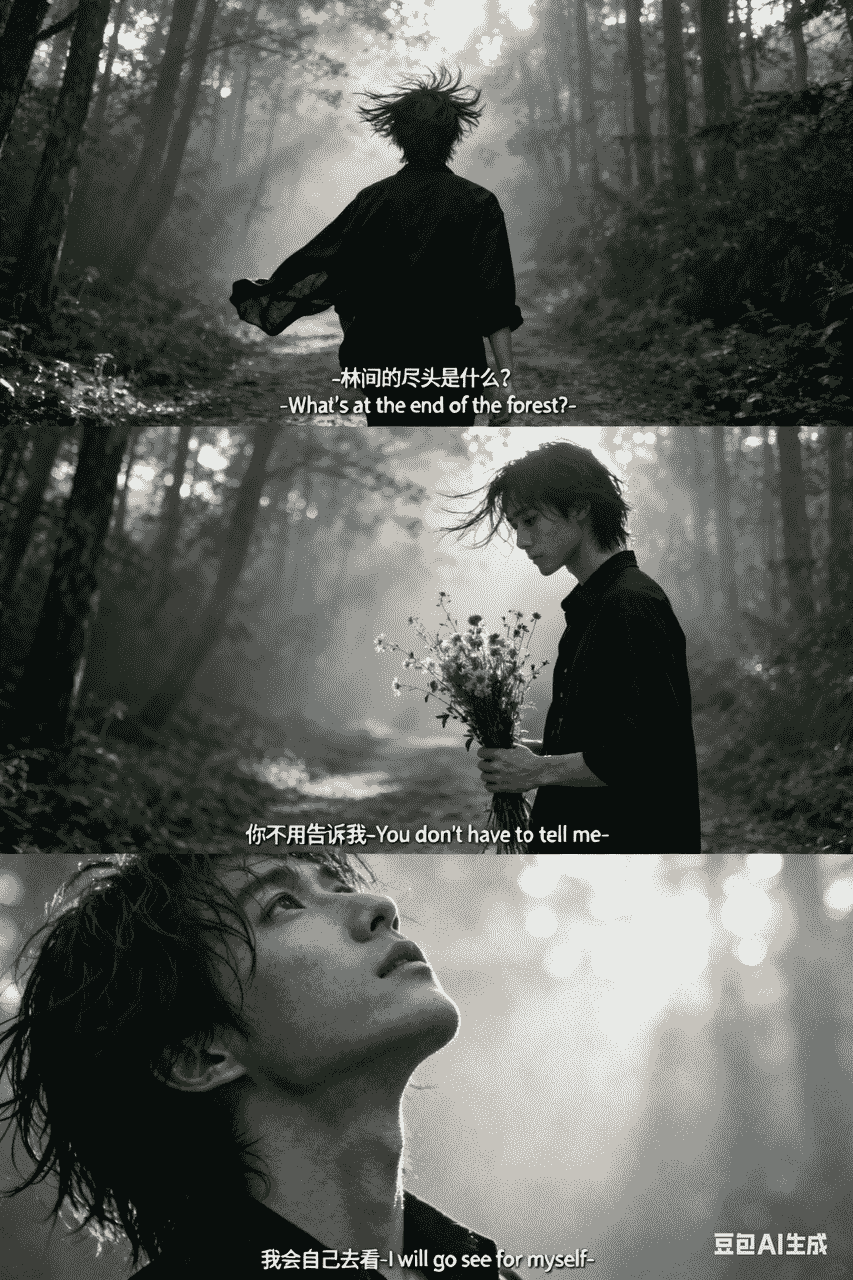 -林间的尽头是什么?
-What's at the end of the forest?-
你不用告诉我-You don't have to tell me-
我会自己去看-I will go see for myself-
豆包AI生成